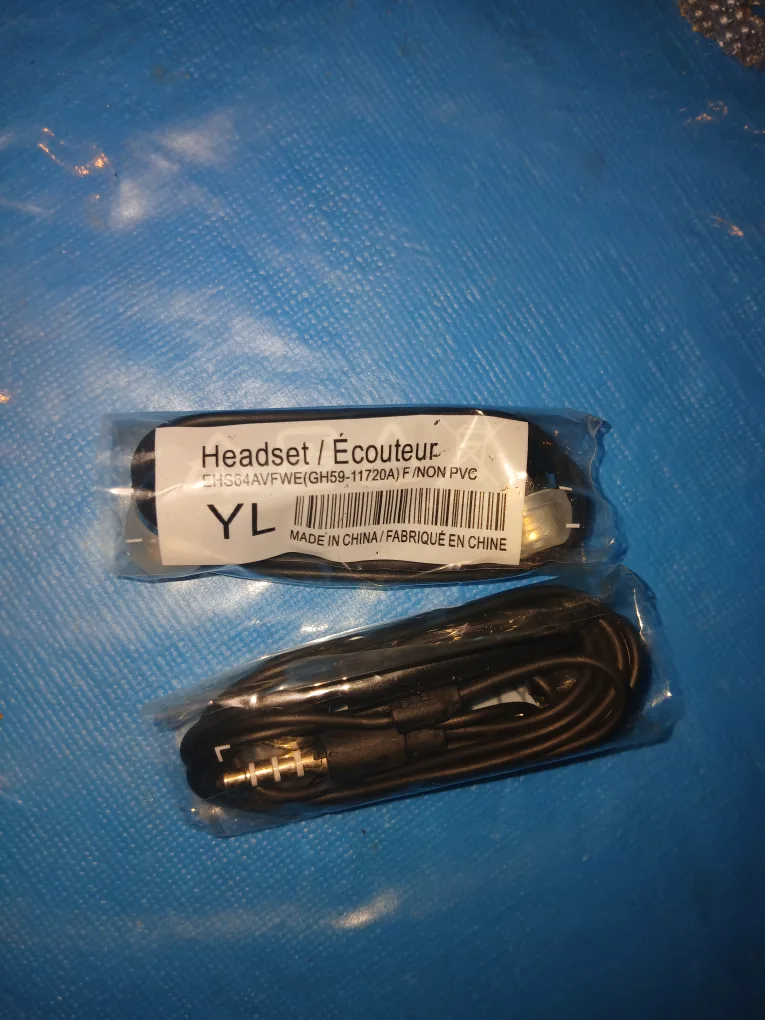 Headset / Écouteur
EHS64AVFWE(GH59-11720A) F /NON PVC
YL
MADE IN CHINA / FABRIQUÉ EN CHINE